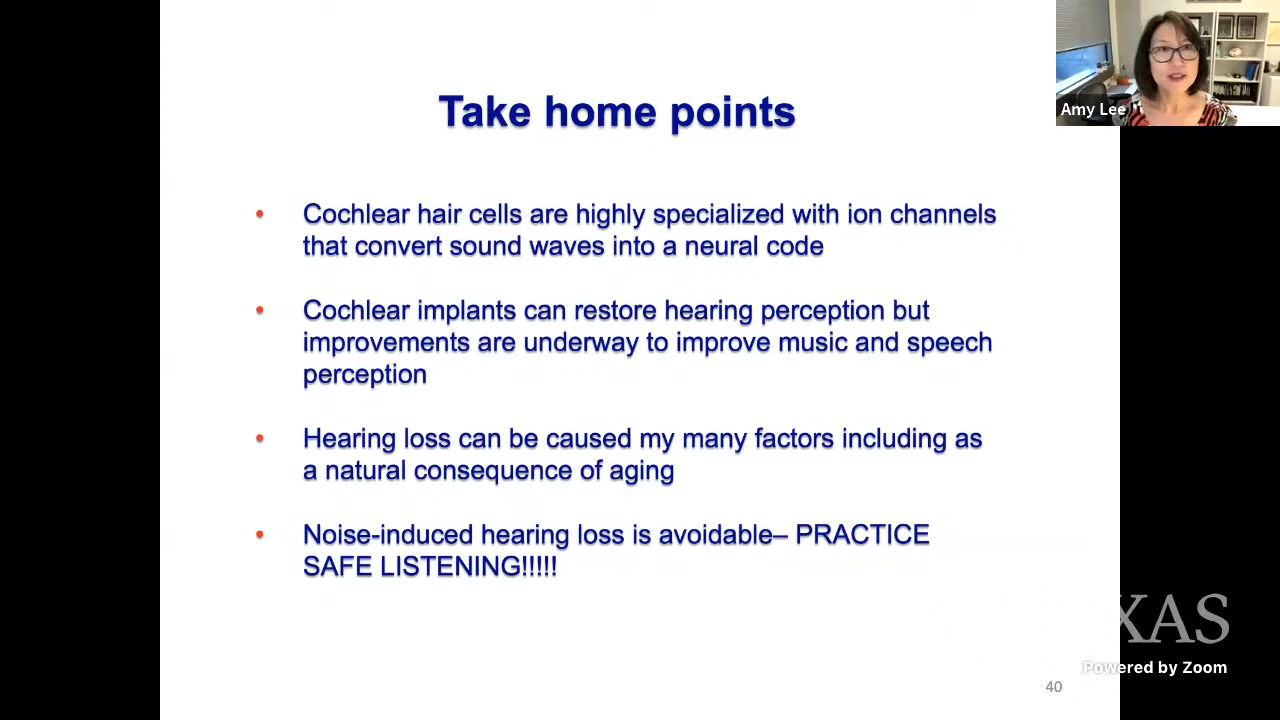 Take home points
Amy Lee
• Cochlear hair cells are highly specialized with ion channels
that convert sound waves into a neural code
• Cochlear implants can restore hearing perception but
improvements are underway to improve music and speech
perception
• Hearing loss can be caused my many factors including as
a natural consequence of aging
• Noise-induced hearing loss is avoidable– PRACTICE
SAFE LISTENING!!!!!
XAS
Powered by Zoom
40